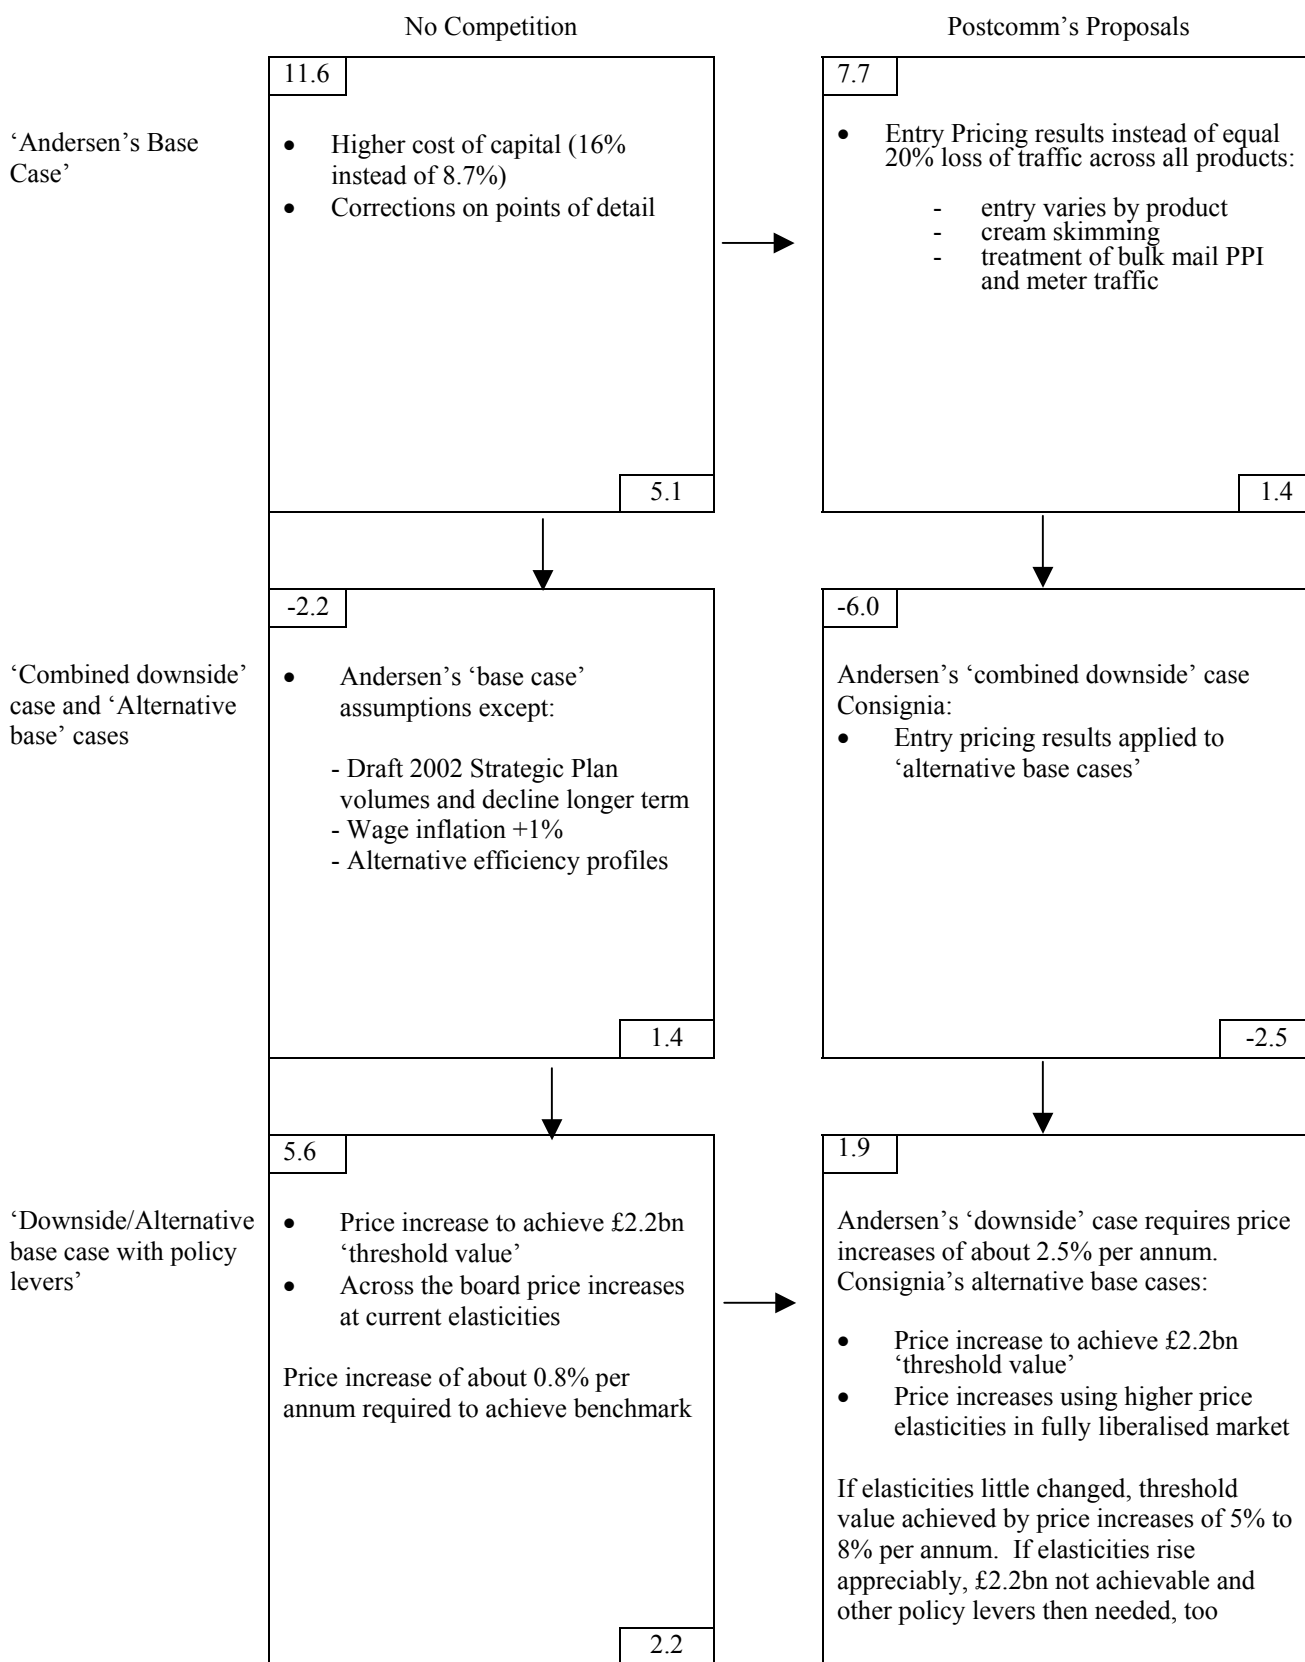 No Competition
Postcomm’s Proposals
‘Andersen’s Base
Case’
11.6
• Higher cost of capital (16%
instead of 8.7%)
• Corrections on points of detail
5.1
7.7
• Entry Pricing results instead of equal
20% loss of traffic across all products:
- entry varies by product
- cream skimming
- treatment of bulk mail PPI
and meter traffic
1.4
‘Combined downside’
case and ‘Alternative
base’ cases
-2.2
• Andersen’s ‘base case’
assumptions except:
- Draft 2002 Strategic Plan
volumes and decline longer term
- Wage inflation +1%
- Alternative efficiency profiles
1.4
-6.0
Andersen’s ‘combined downside’ case
Consignia:
• Entry pricing results applied to
‘alternative base cases’
-2.5
‘Downside/Alternative
base case with policy
levers’
5.6
• Price increase to achieve £2.2bn
‘threshold value’
• Across the board price increases
at current elasticities
Price increase of about 0.8% per
annum required to achieve benchmark
2.2
1.9
Andersen’s ‘downside’ case requires price
increases of about 2.5% per annum.
Consignia’s alternative base cases:
• Price increase to achieve £2.2bn
‘threshold value’
• Price increases using higher price
elasticities in fully liberalised market
If elasticities little changed, threshold
value achieved by price increases of 5% to
8% per annum. If elasticities rise
appreciably, £2.2bn not achievable and
other policy levers then needed, too